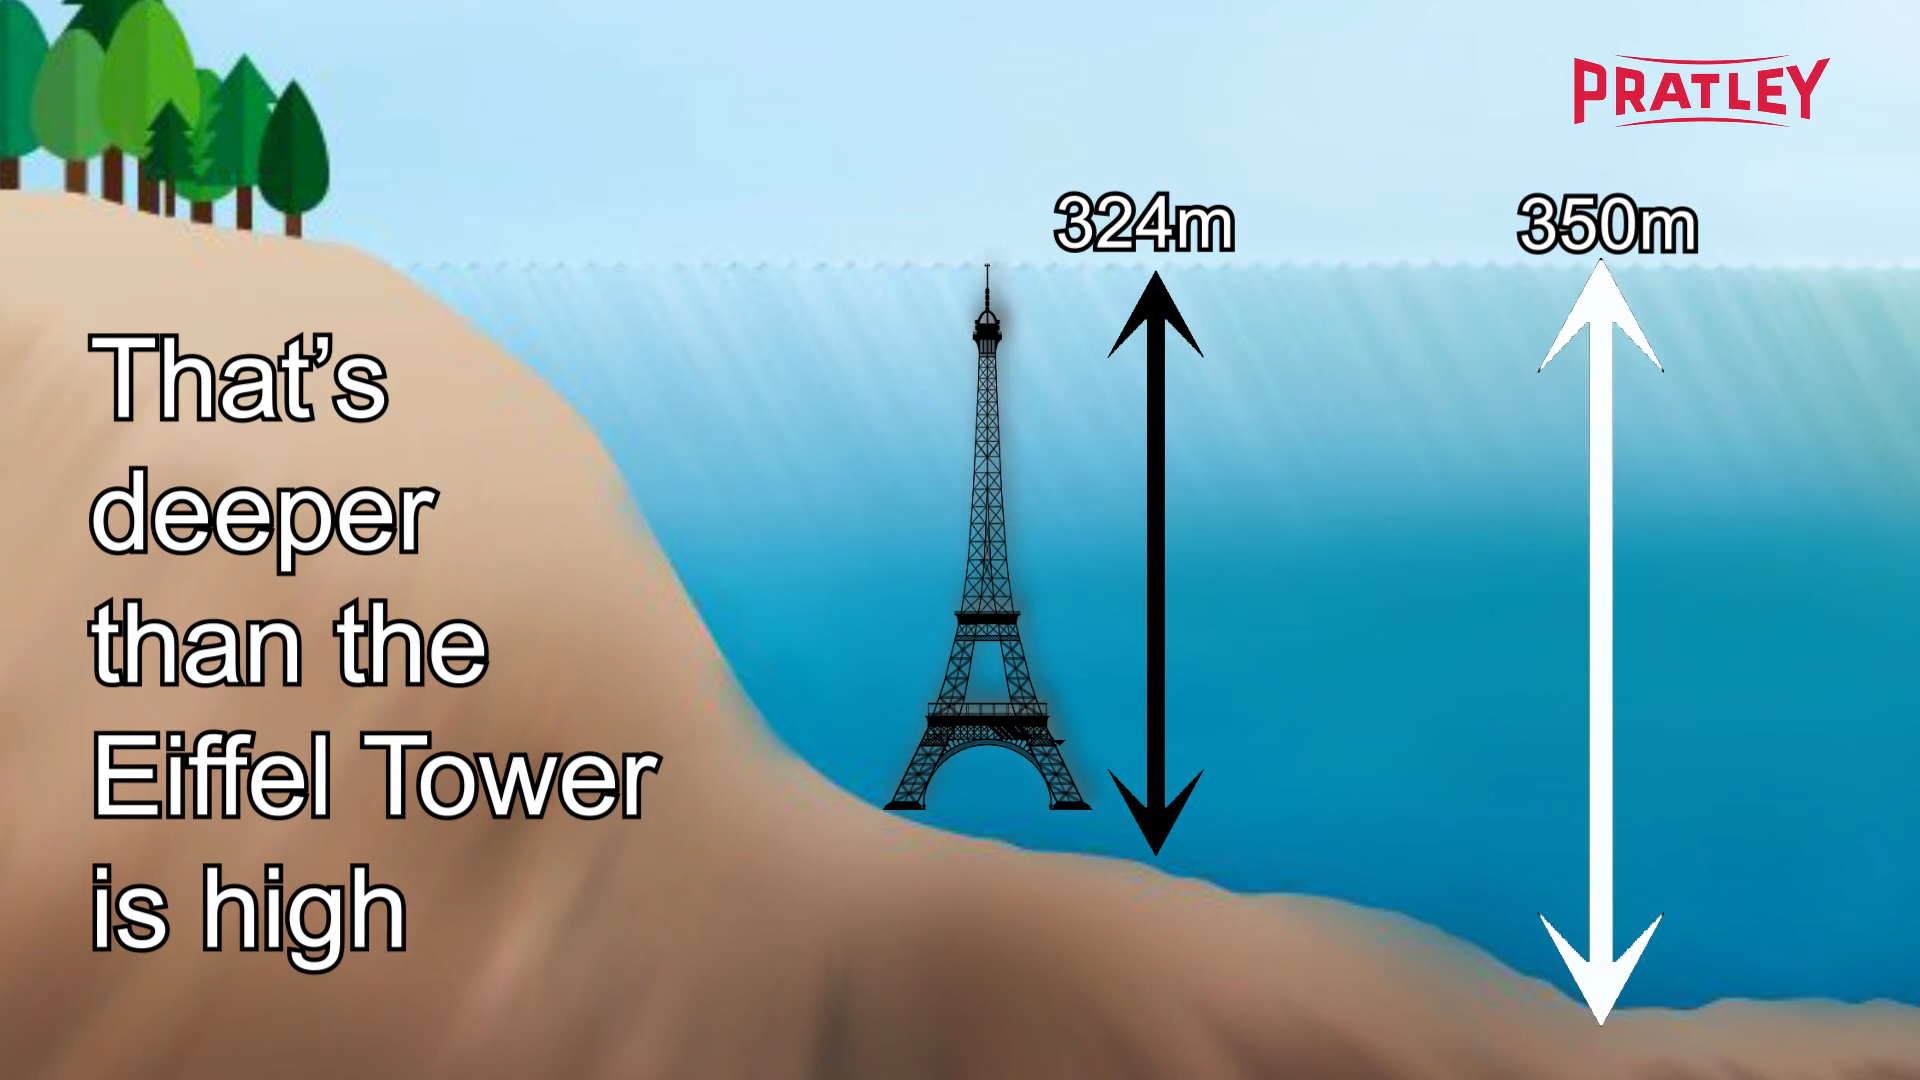 PRATLEY
324m
350m
That’s
deeper
than the
Eiffel Tower
is high